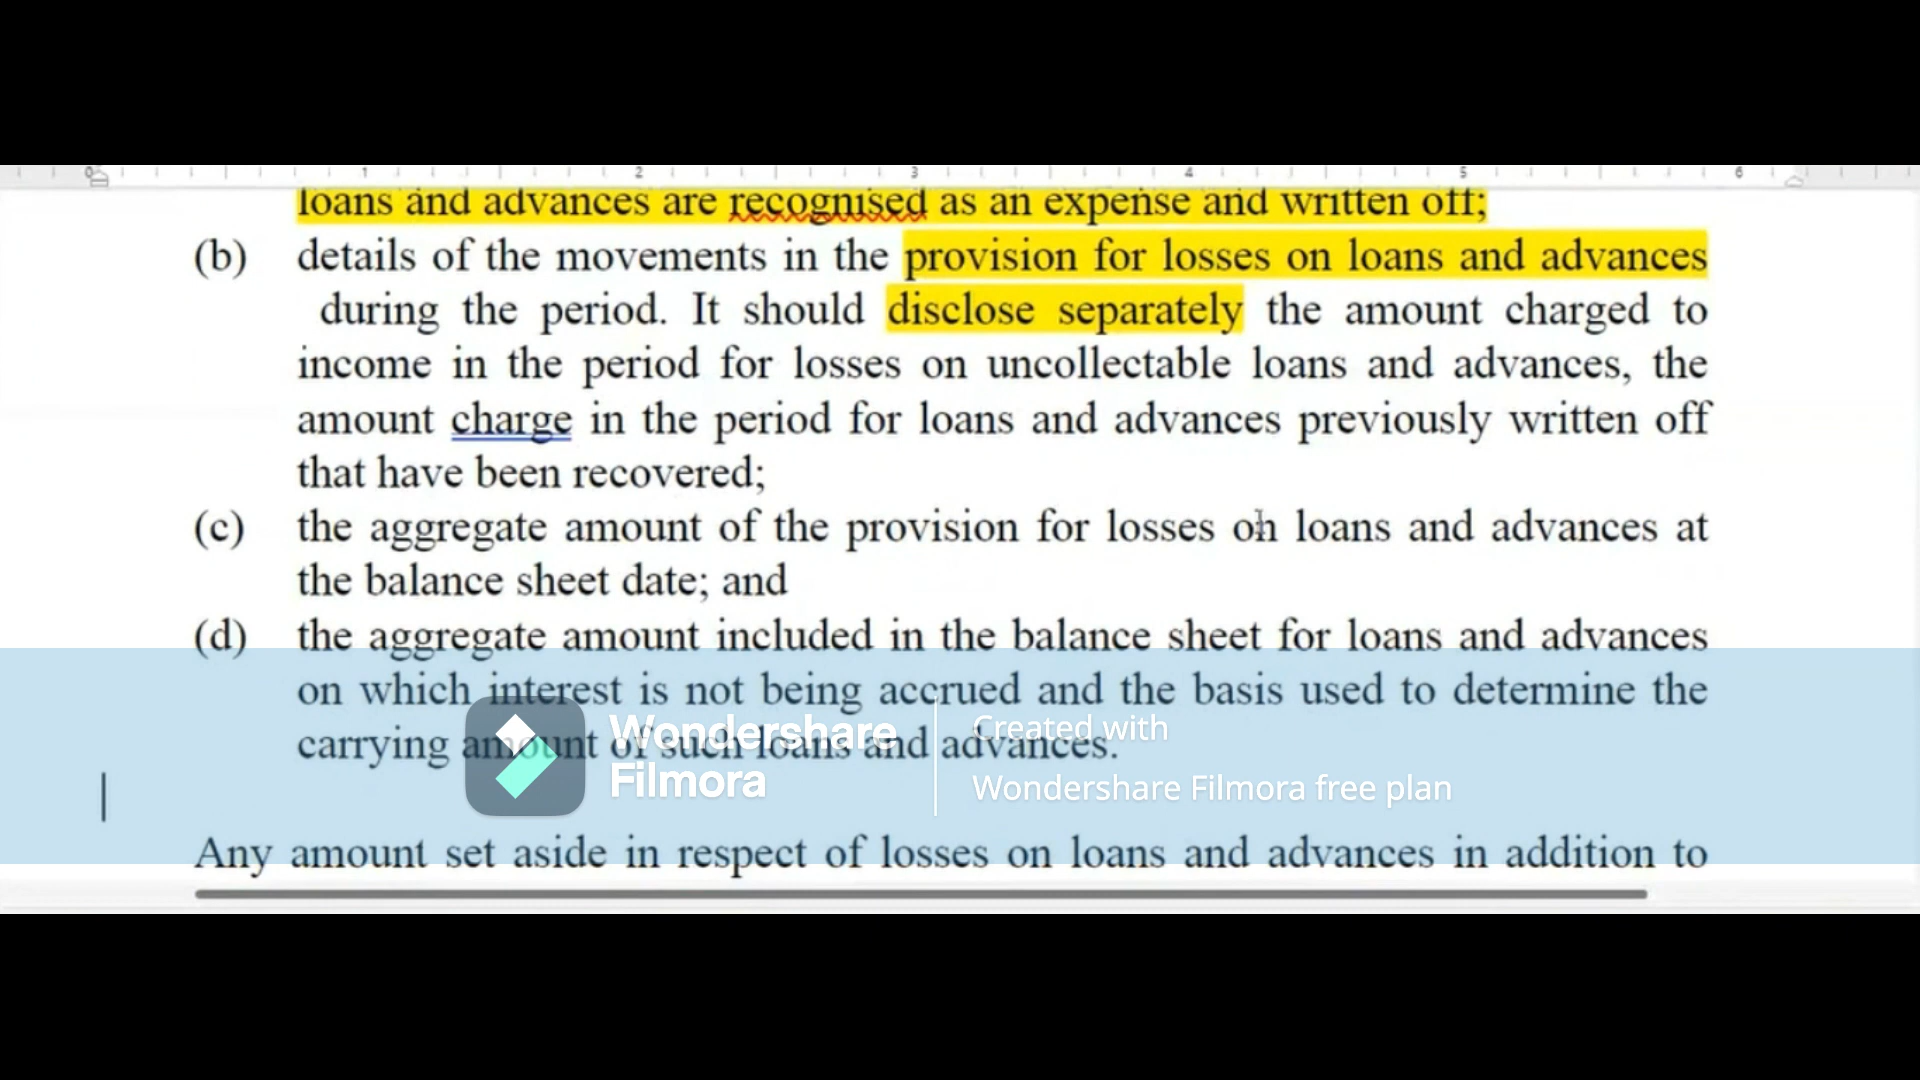 0 1 2 3 4 5 6
loans and advances are recognised as an expense and written off;
(b) details of the movements in the provision for losses on loans and advances
during the period. It should disclose separately the amount charged to
income in the period for losses on uncollectable loans and advances, the
amount charge in the period for loans and advances previously written off
that have been recovered;
(c) the aggregate amount of the provision for losses on loans and advances at
the balance sheet date; and
(d) the aggregate amount included in the balance sheet for loans and advances
on which interest is not being accrued and the basis used to determine the
carrying amount of such loans and advances.
Wondershare
Filmora
Created with
Wondershare Filmora free plan
Any amount set aside in respect of losses on loans and advances in addition to